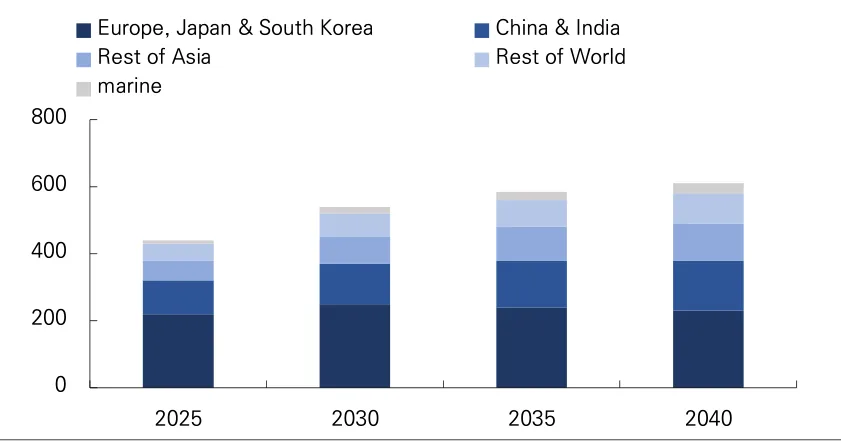 Europe, Japan & South Korea
China & India
Rest of Asia
Rest of World
marine
800
600
400
200
0
2025 2030 2035 2040